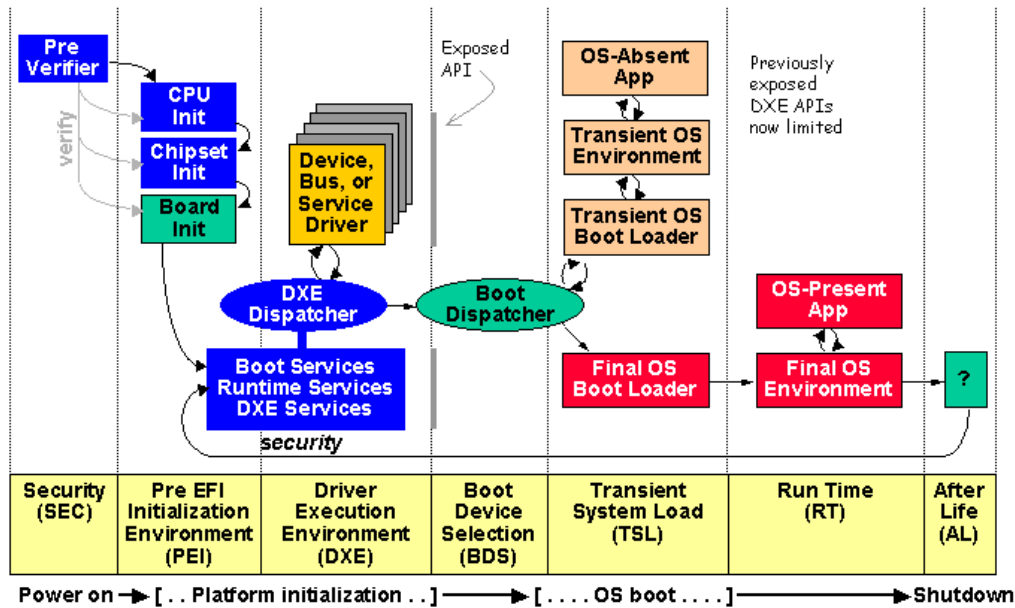 Pre
Verifier
verify
CPU
Init
Chipset
Init
Board
Init
Device,
Bus, or
Service
Driver
Exposed
API
OS-Absent
App
Transient OS
Environment
Transient OS
Boot Loader
Previously
exposed
DXE APIs
now limited
DXE
Dispatcher
Boot
Dispatcher
OS-Present
App
Boot Services
Runtime Services
DXE Services
Final OS
Boot Loader
Final OS
Environment
?
security
Security
(SEC)
Pre EFI
Initialization
Environment
(PEI)
Driver
Execution
Environment
(DXE)
Boot
Device
Selection
(BDS)
Transient
System Load
(TSL)
Run Time
(RT)
After
Life
(AL)
Power on [ . . Platform initialization . . ] [ . . . . OS boot . . . . ] Shutdown